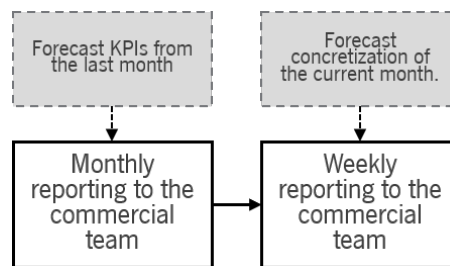 Forecast KPIs from
the last month
Forecast
concretization of
the current month.
Monthly
reporting to the
commercial
team
Weekly
reporting to the
commercial
team